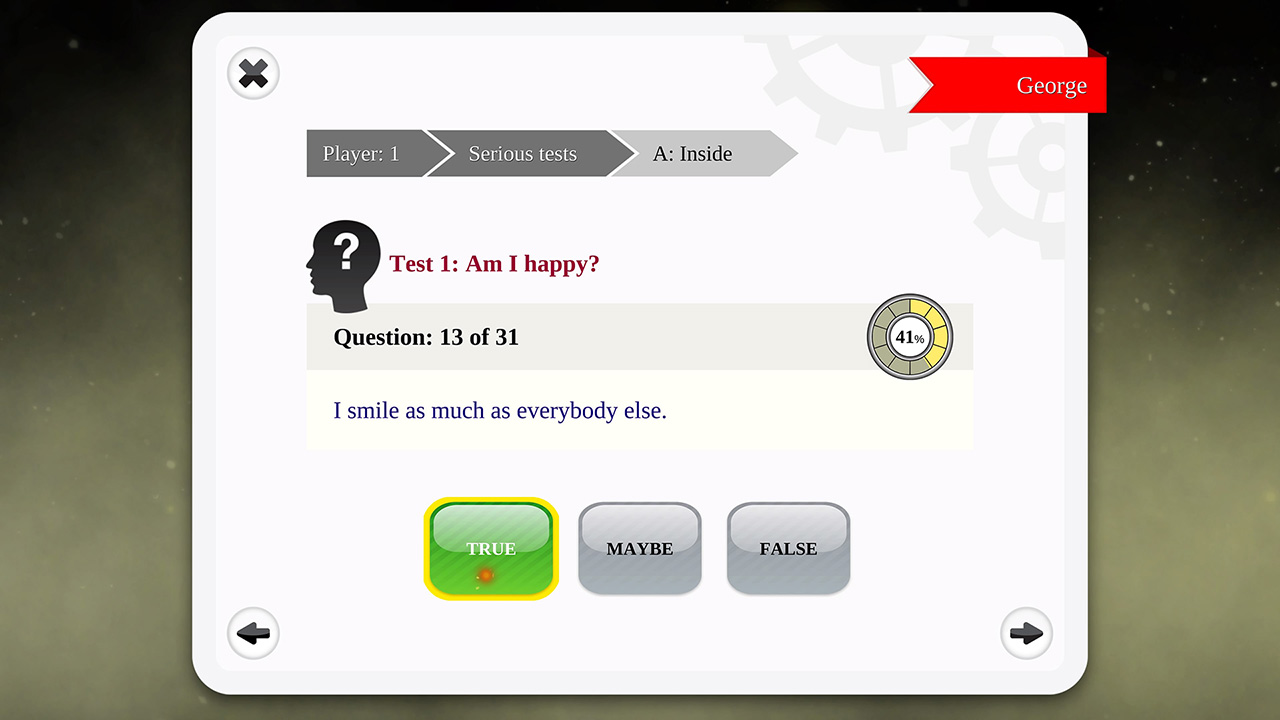 George
Player: 1
Serious tests
A: Inside
?
Test 1: Am I happy?
Question: 13 of 31
41%
I smile as much as everybody else.
TRUE
MAYBE
FALSE